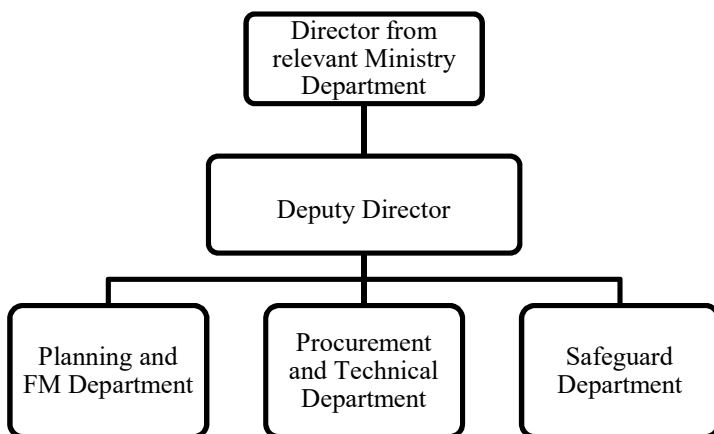 Director from
relevant Ministry
Department
Deputy Director
Planning and
FM Department
Procurement
and Technical
Department
Safeguard
Department